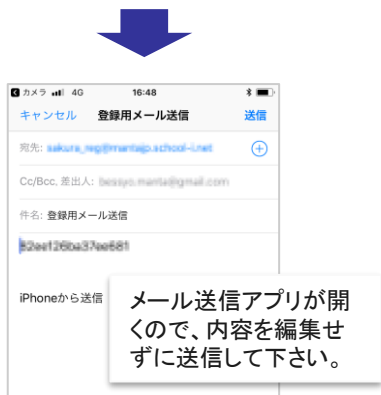 カメラ 4G 16:48
キャンセル 登録用メール送信 送信
宛先:
Cc/Bcc, 差出人:
件名: 登録用メール送信
iPhoneから送信
メール送信アプリが開
くので、内容を編集せ
ずに送信して下さい。